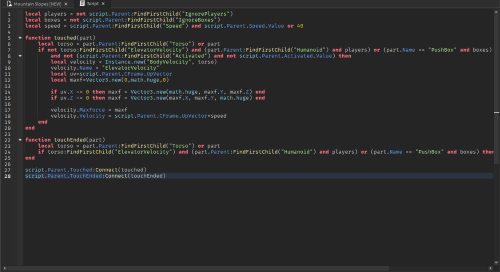 Mountain Boxes [NEW]
Script
1 local players = not script.Parent:FindFirstChild("IgnorePlayers")
2 local boxes = not script.Parent:FindFirstChild("IgnoreBoxes")
3 local speed = script.Parent:FindFirstChild("Speed") and script.Parent.Speed.Value or 40
4
5 function touched(part)
6 local torso = part.Parent:FindFirstChild("Torso") or part
7 if not torso:FindFirstChild("ElevatorVelocity") and (part.Parent:FindFirstChild("Humanoid") and players) or (part.Name == "PushBox" and boxes)
8 and not (script.Parent:FindFirstChild("Activated") and not script.Parent.Activated.Value) then
9 local velocity = Instance.new("BodyVelocity", torso)
10 velocity.Name = "ElevatorVelocity"
11 local uv=script.Parent.CFrame.UpVector
12 local maxf=Vector3.new(0,math.huge,0)
13
14 if uv.X ~= 0 then maxf = Vector3.new(math.huge, maxf.Y, maxf.Z) end
15 if uv.Z ~= 0 then maxf = Vector3.new(maxf.X, maxf.Y, math.huge) end
16
17 velocity.MaxForce = maxf
18 velocity.Velocity = script.Parent.CFrame.UpVector*speed
19 end
20 end
21
22 function touchEnded(part)
23 local torso = part.Parent:FindFirstChild("Torso") or part
24 if torso:FindFirstChild("ElevatorVelocity") and (part.Parent:FindFirstChild("Humanoid") and players) or (part.Name == "PushBox" and boxes) then
25 end
26
27 script.Parent.Touched:Connect(touched)
28 script.Parent.TouchEnded:Connect(touchEnded)